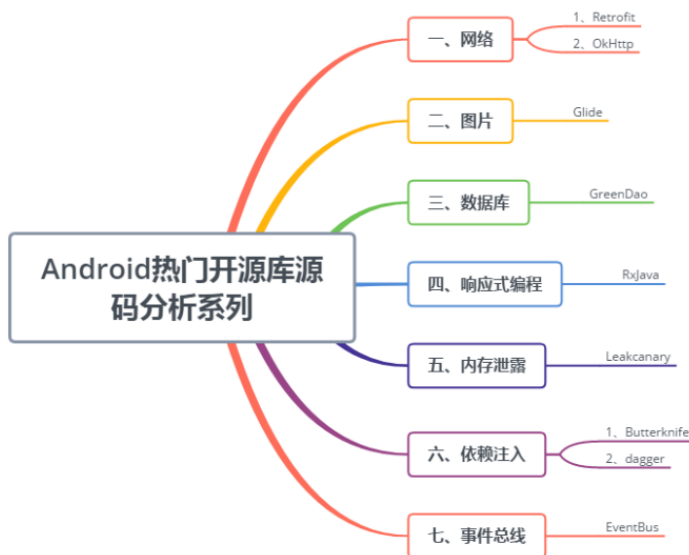 Android热门开源库源
码分析系列
一、网络
1、Retrofit
2、OkHttp
二、图片
Glide
三、数据库
GreenDao
四、响应式编程
RxJava
五、内存泄露
Leakcanary
六、依赖注入
1、Butterknife
2、dagger
七、事件总线
EventBus